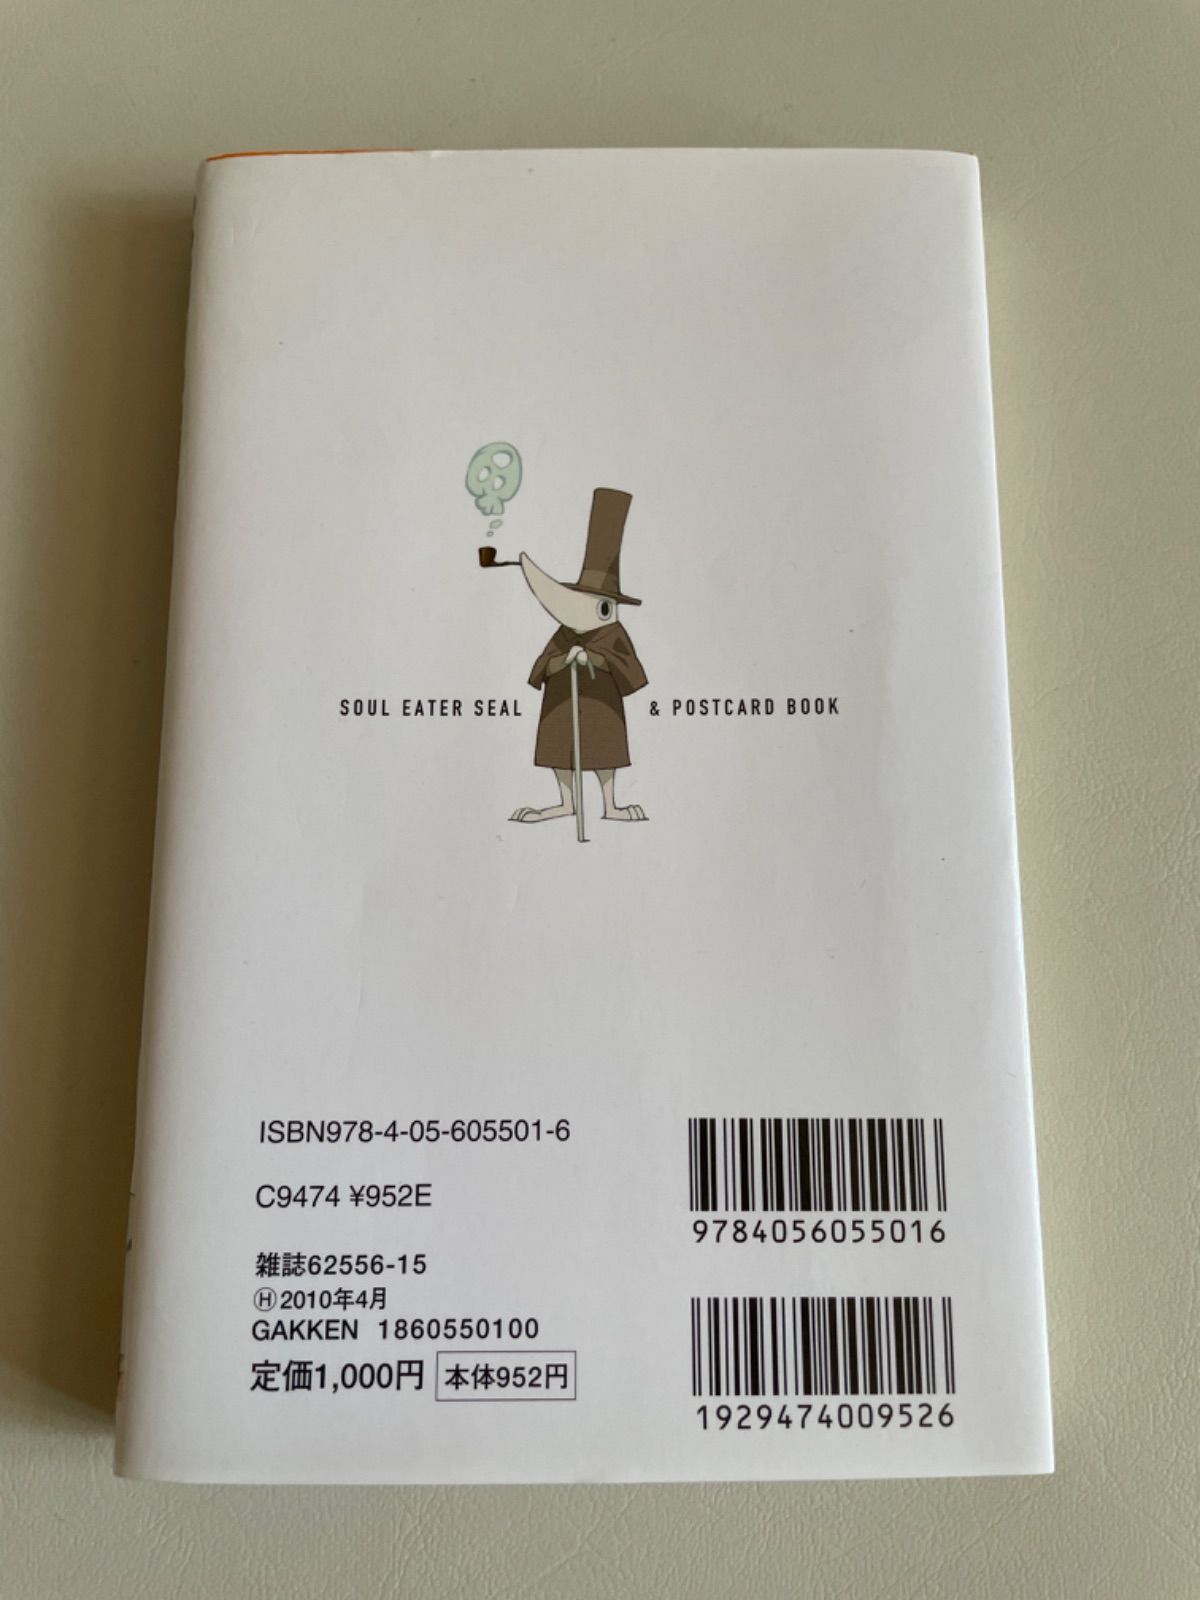 SOUL EATER SEAL & POSTCARD BOOK
ISBN978-4-05-605501-6
C9474 ¥952E
雑誌62556-15
Ⓗ2010年4月
GAKKEN 1860550100
定価1,000円 本体952円
9784056055016
1929474009526